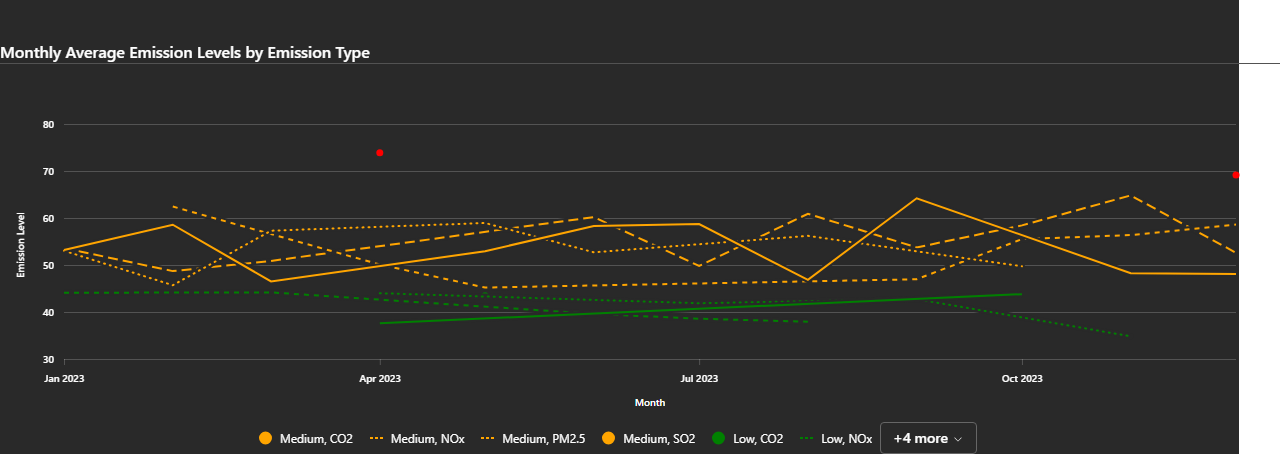 Monthly Average Emission Levels by Emission Type
80
70
60
50
40
30
Emission Level
Jan 2023 Apr 2023 Jul 2023 Oct 2023
Month
Medium, CO2 Medium, NOx Medium, PM2.5 Medium, SO2 Low, CO2 Low, NOx +4 more